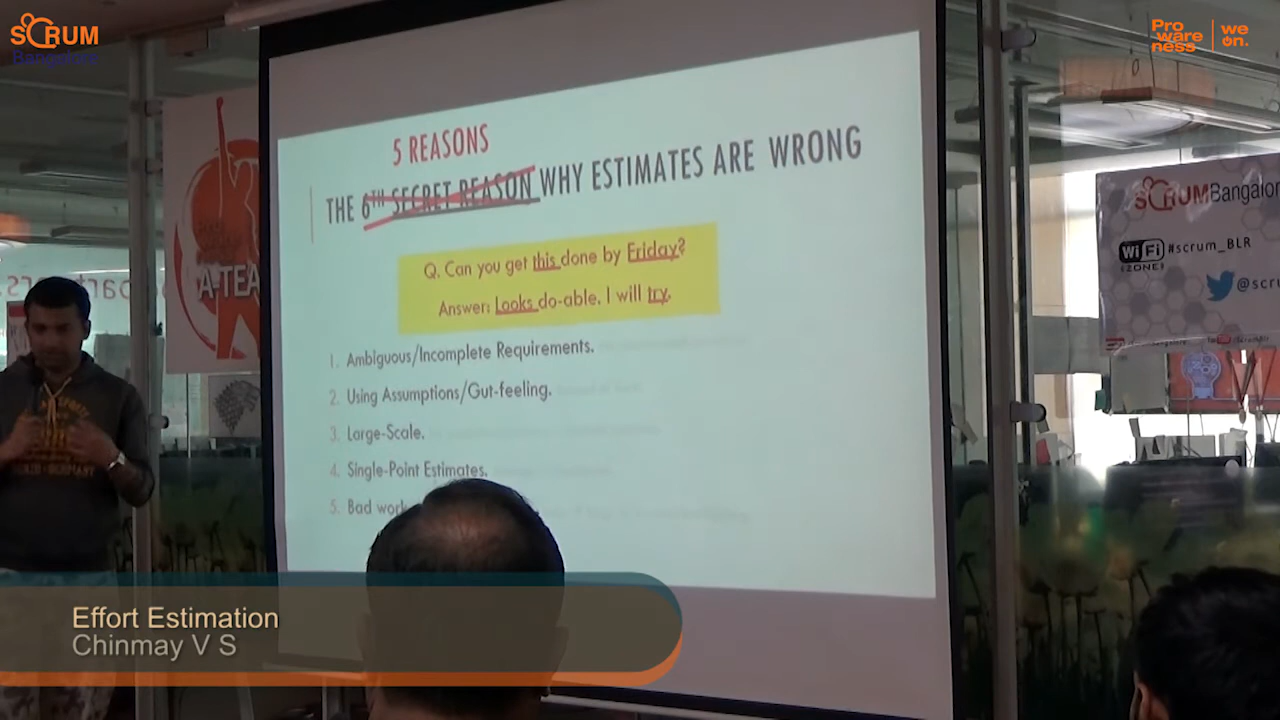 SCRUM
Bangalore
Pro
ware
ness
we
on.
5 REASONS
THE 6TH SECRET REASON WHY ESTIMATES ARE WRONG
Q. Can you get this done by Friday?
Answer: Looks do-able. I will try.
1. Ambiguous/Incomplete Requirements.
2. Using Assumptions/Gut-feeling.
3. Large-Scale.
4. Single-Point Estimates.
5. Bad work
A-TEA
SCRUMBangalor
WiFi #scrum_BLR
ZONE
@scru
Effort Estimation
Chinmay V S